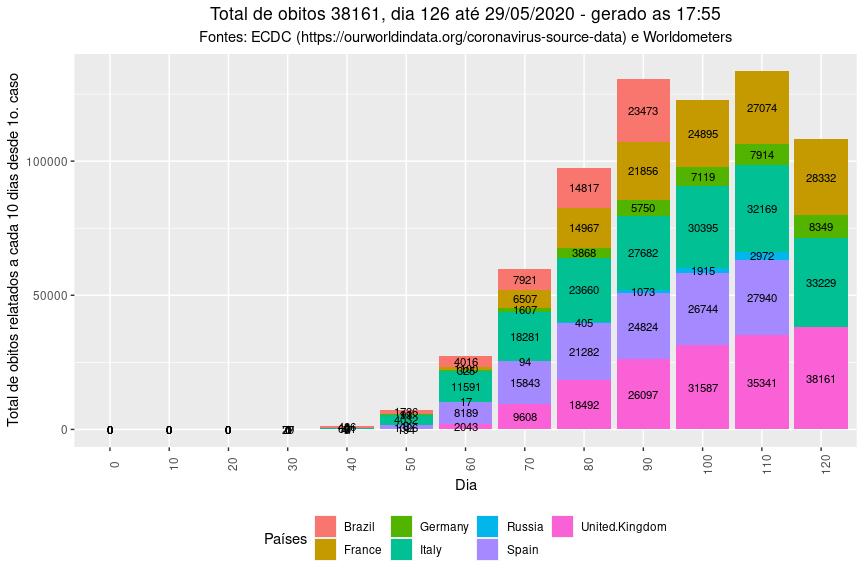 Total de obitos 38161, dia 126 até 29/05/2020 - gerado as 17:55
Fontes: ECDC (https://ourworldindata.org/coronavirus-source-data) e Worldometers
Total de obitos relatados a cada 10 dias desde 1o. caso
100000
50000
0
23473 27074
24895
14817 21856 7914 28332
14967 5750 7119 8349
3868 27682 30395 32169
7921 23660 1073 1915 2972 33229
6507 405
1607 24824 26744 27940
18281 21282
4016 94
11591 15843 26097 31587 35341 38161
17 18492
8189 9608
2043
0 0 0
0 10 20 30 40 50 60 70 80 90 100 110 120
Dia
Países
Brazil Germany Russia United.Kingdom
France Italy Spain